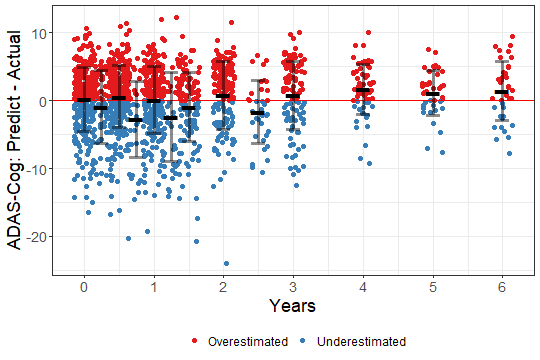 ADAS-Cog: Predict - Actual
10
0
-10
-20
0 1 2 3 4 5 6
Years
Overestimated Underestimated